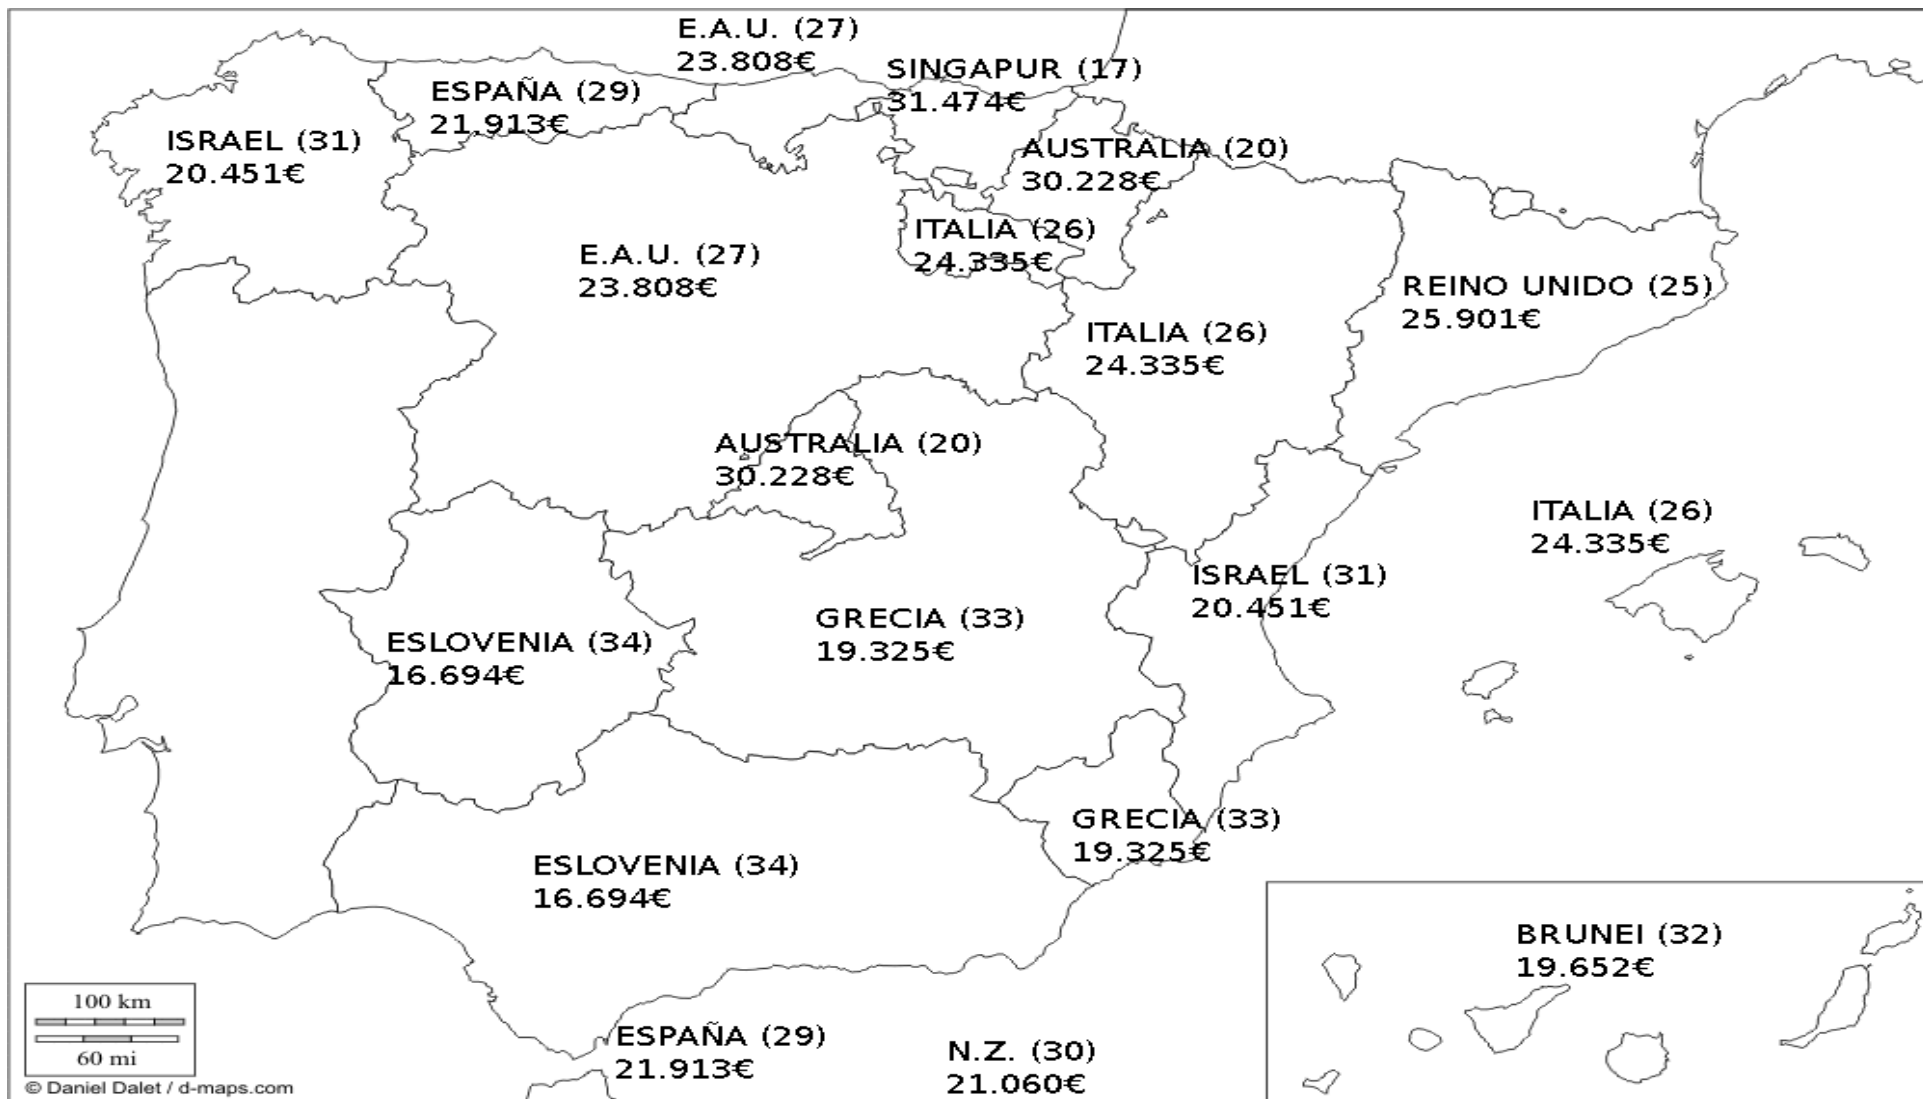 E.A.U. (27)
23.808€
SINGAPUR (17)
31.474€
ESPAÑA (29)
21.913€
ISRAEL (31)
20.451€
AUSTRALIA (20)
30.228€
ITALIA (26)
24.335€
E.A.U. (27)
23.808€
REINO UNIDO (25)
25.901€
ITALIA (26)
24.335€
AUSTRALIA (20)
30.228€
ITALIA (26)
24.335€
ISRAEL (31)
20.451€
GRECIA (33)
19.325€
ESLOVENIA (34)
16.694€
GRECIA (33)
19.325€
ESLOVENIA (34)
16.694€
BRUNEI (32)
19.652€
ESPAÑA (29)
21.913€
N.Z. (30)
21.060€
100 km
60 mi
© Daniel Dalet / d-maps.com